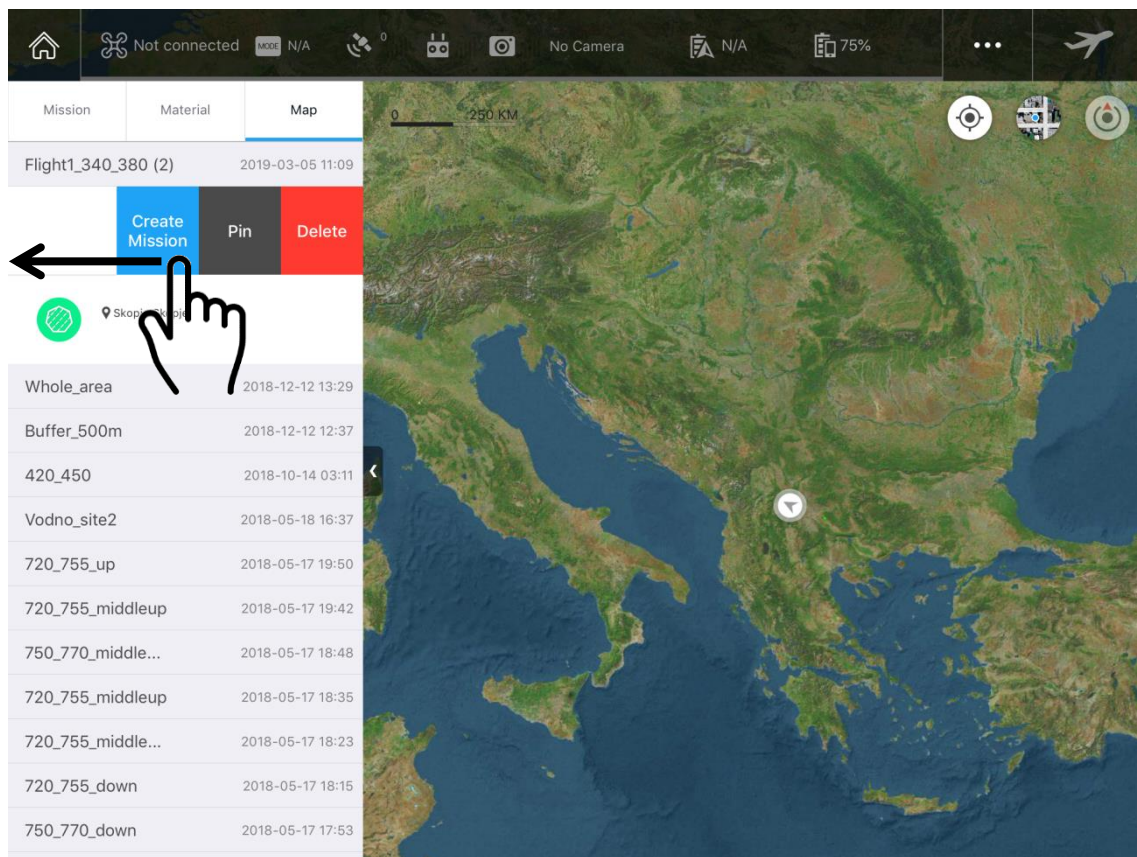 Not connected MODE N/A 0 No Camera N/A 75%
Mission Material Map
0 250 KM
Flight1_340_380 (2) 2019-03-05 11:09
Create Mission Pin Delete
Whole_area 2018-12-12 13:29
Buffer_500m 2018-12-12 12:37
420_450 2018-10-14 03:11
Vodno_site2 2018-05-18 16:37
720_755_up 2018-05-17 19:50
720_755_middleup 2018-05-17 19:42
750_770_middle... 2018-05-17 18:48
720_755_middleup 2018-05-17 18:35
720_755_middle... 2018-05-17 18:23
720_755_down 2018-05-17 18:15
750_770_down 2018-05-17 17:53